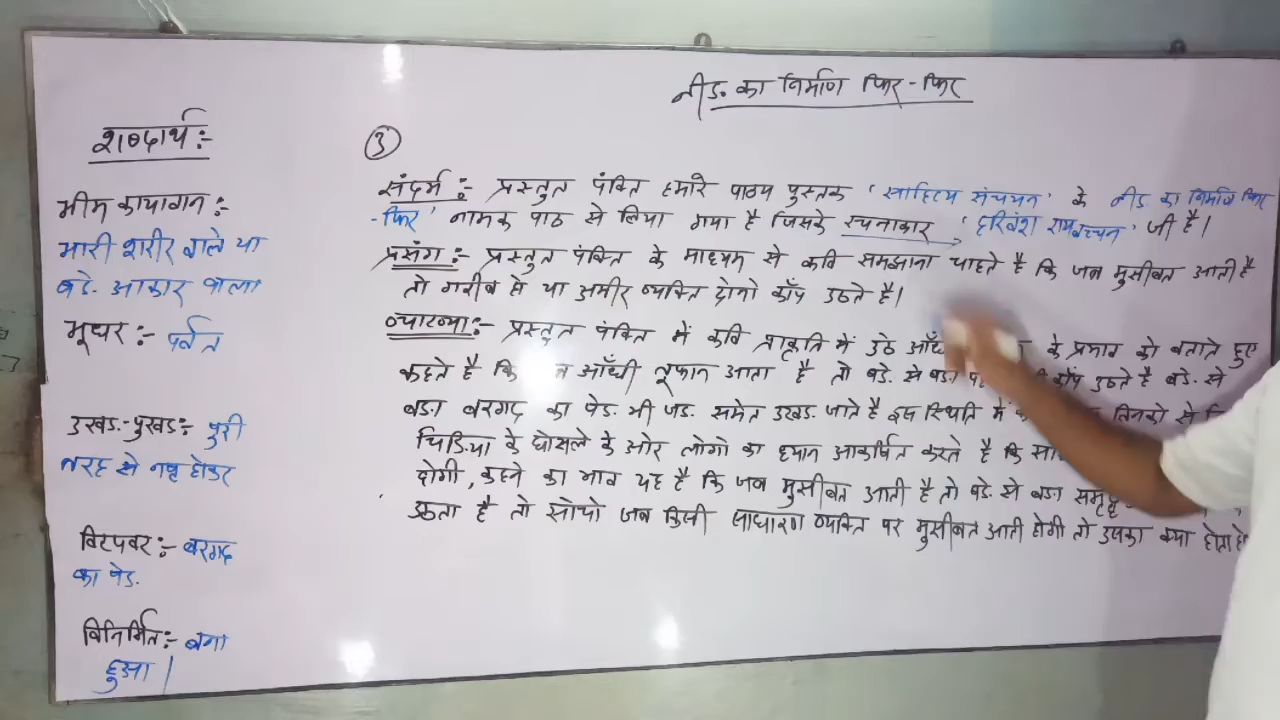 नीड. का निर्माण फिर-फिर
शब्दार्थ :-
भीम कायावान :-
भारी शरीर वाले या
बडे. आकार वाला
भूधर :- पर्वत
उखड.-पुखड.:- पुरी
तरह से नष्ट होकर
विटपवर :- बरगद
का पेड.
विनिर्मित :- बना
हुआ।
3
संदर्भ :- प्रस्तुत पंक्ति हमारे पाठय पुस्तक 'साहित्य संचयन' के नीड का निर्माण फिर
-फिर' नामक पाठ से लिया गया है जिसके रचनाकार 'हरिवंश राय बच्चन' जी है।
प्रसंग :- प्रस्तुत पंक्ति के माध्यम से कवि समझाना चाहते है कि जब मुसीबत आती है
तो गरीब हो या अमीर व्यक्ति दोनो काँप उठते है।
व्याख्या :- प्रस्तुत पंक्ति में कवि प्राकृति में उठे के प्रभाव को बताते हुए
कहते है कि आँधी तूफान आता है तो बडे. से बडा काँप उठते है बडे. से
बडा बरगद का पेड. भी जड. समेत उखड जाते है इस स्थिति में तिनको से
चिडि.या के घोसले के ओर लोगो का ध्यान आकर्षित करते है कि
होगी, कहने का भाव यह है कि जब मुसीबत आती है तो बडे. से बडा समृद्ध
उठता है तो सोचो जब किसी साधारण व्यक्ति पर मुसीबत आती होगी तो उसका क्या होता